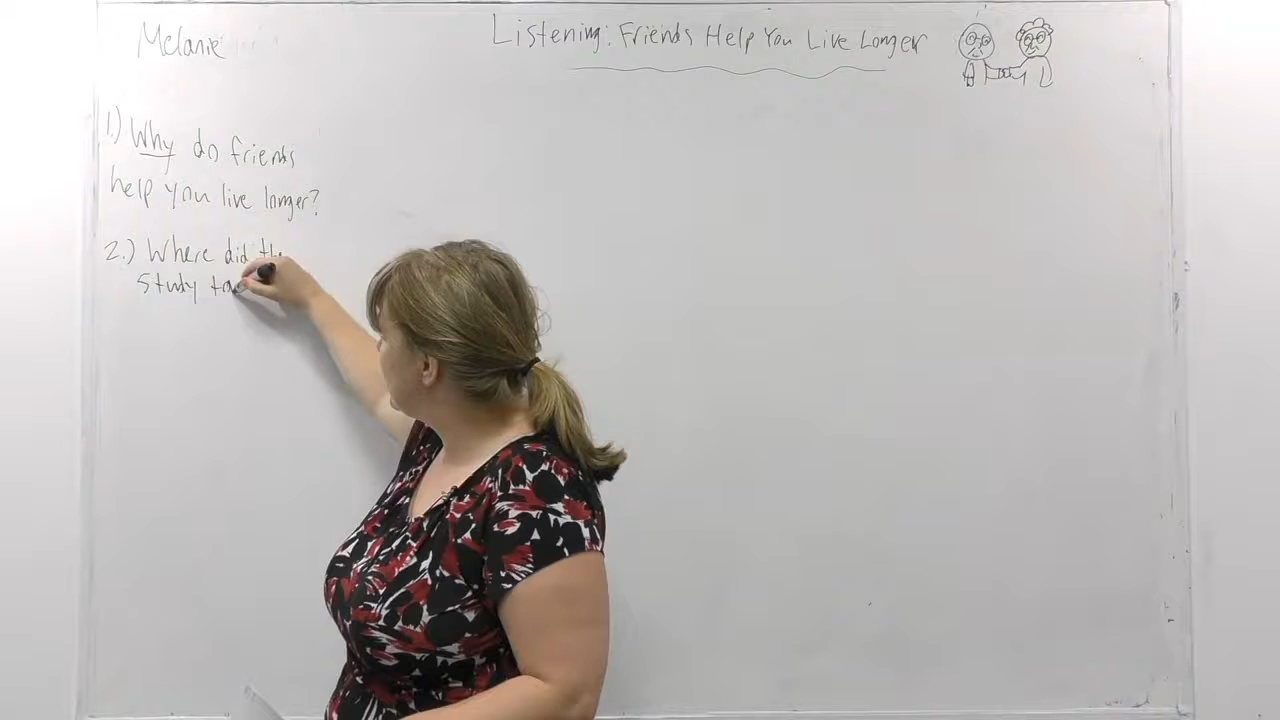 Melanie
Listening: Friends Help You Live Longer
1.) Why do friends
help you live longer?
2.) Where did the
study